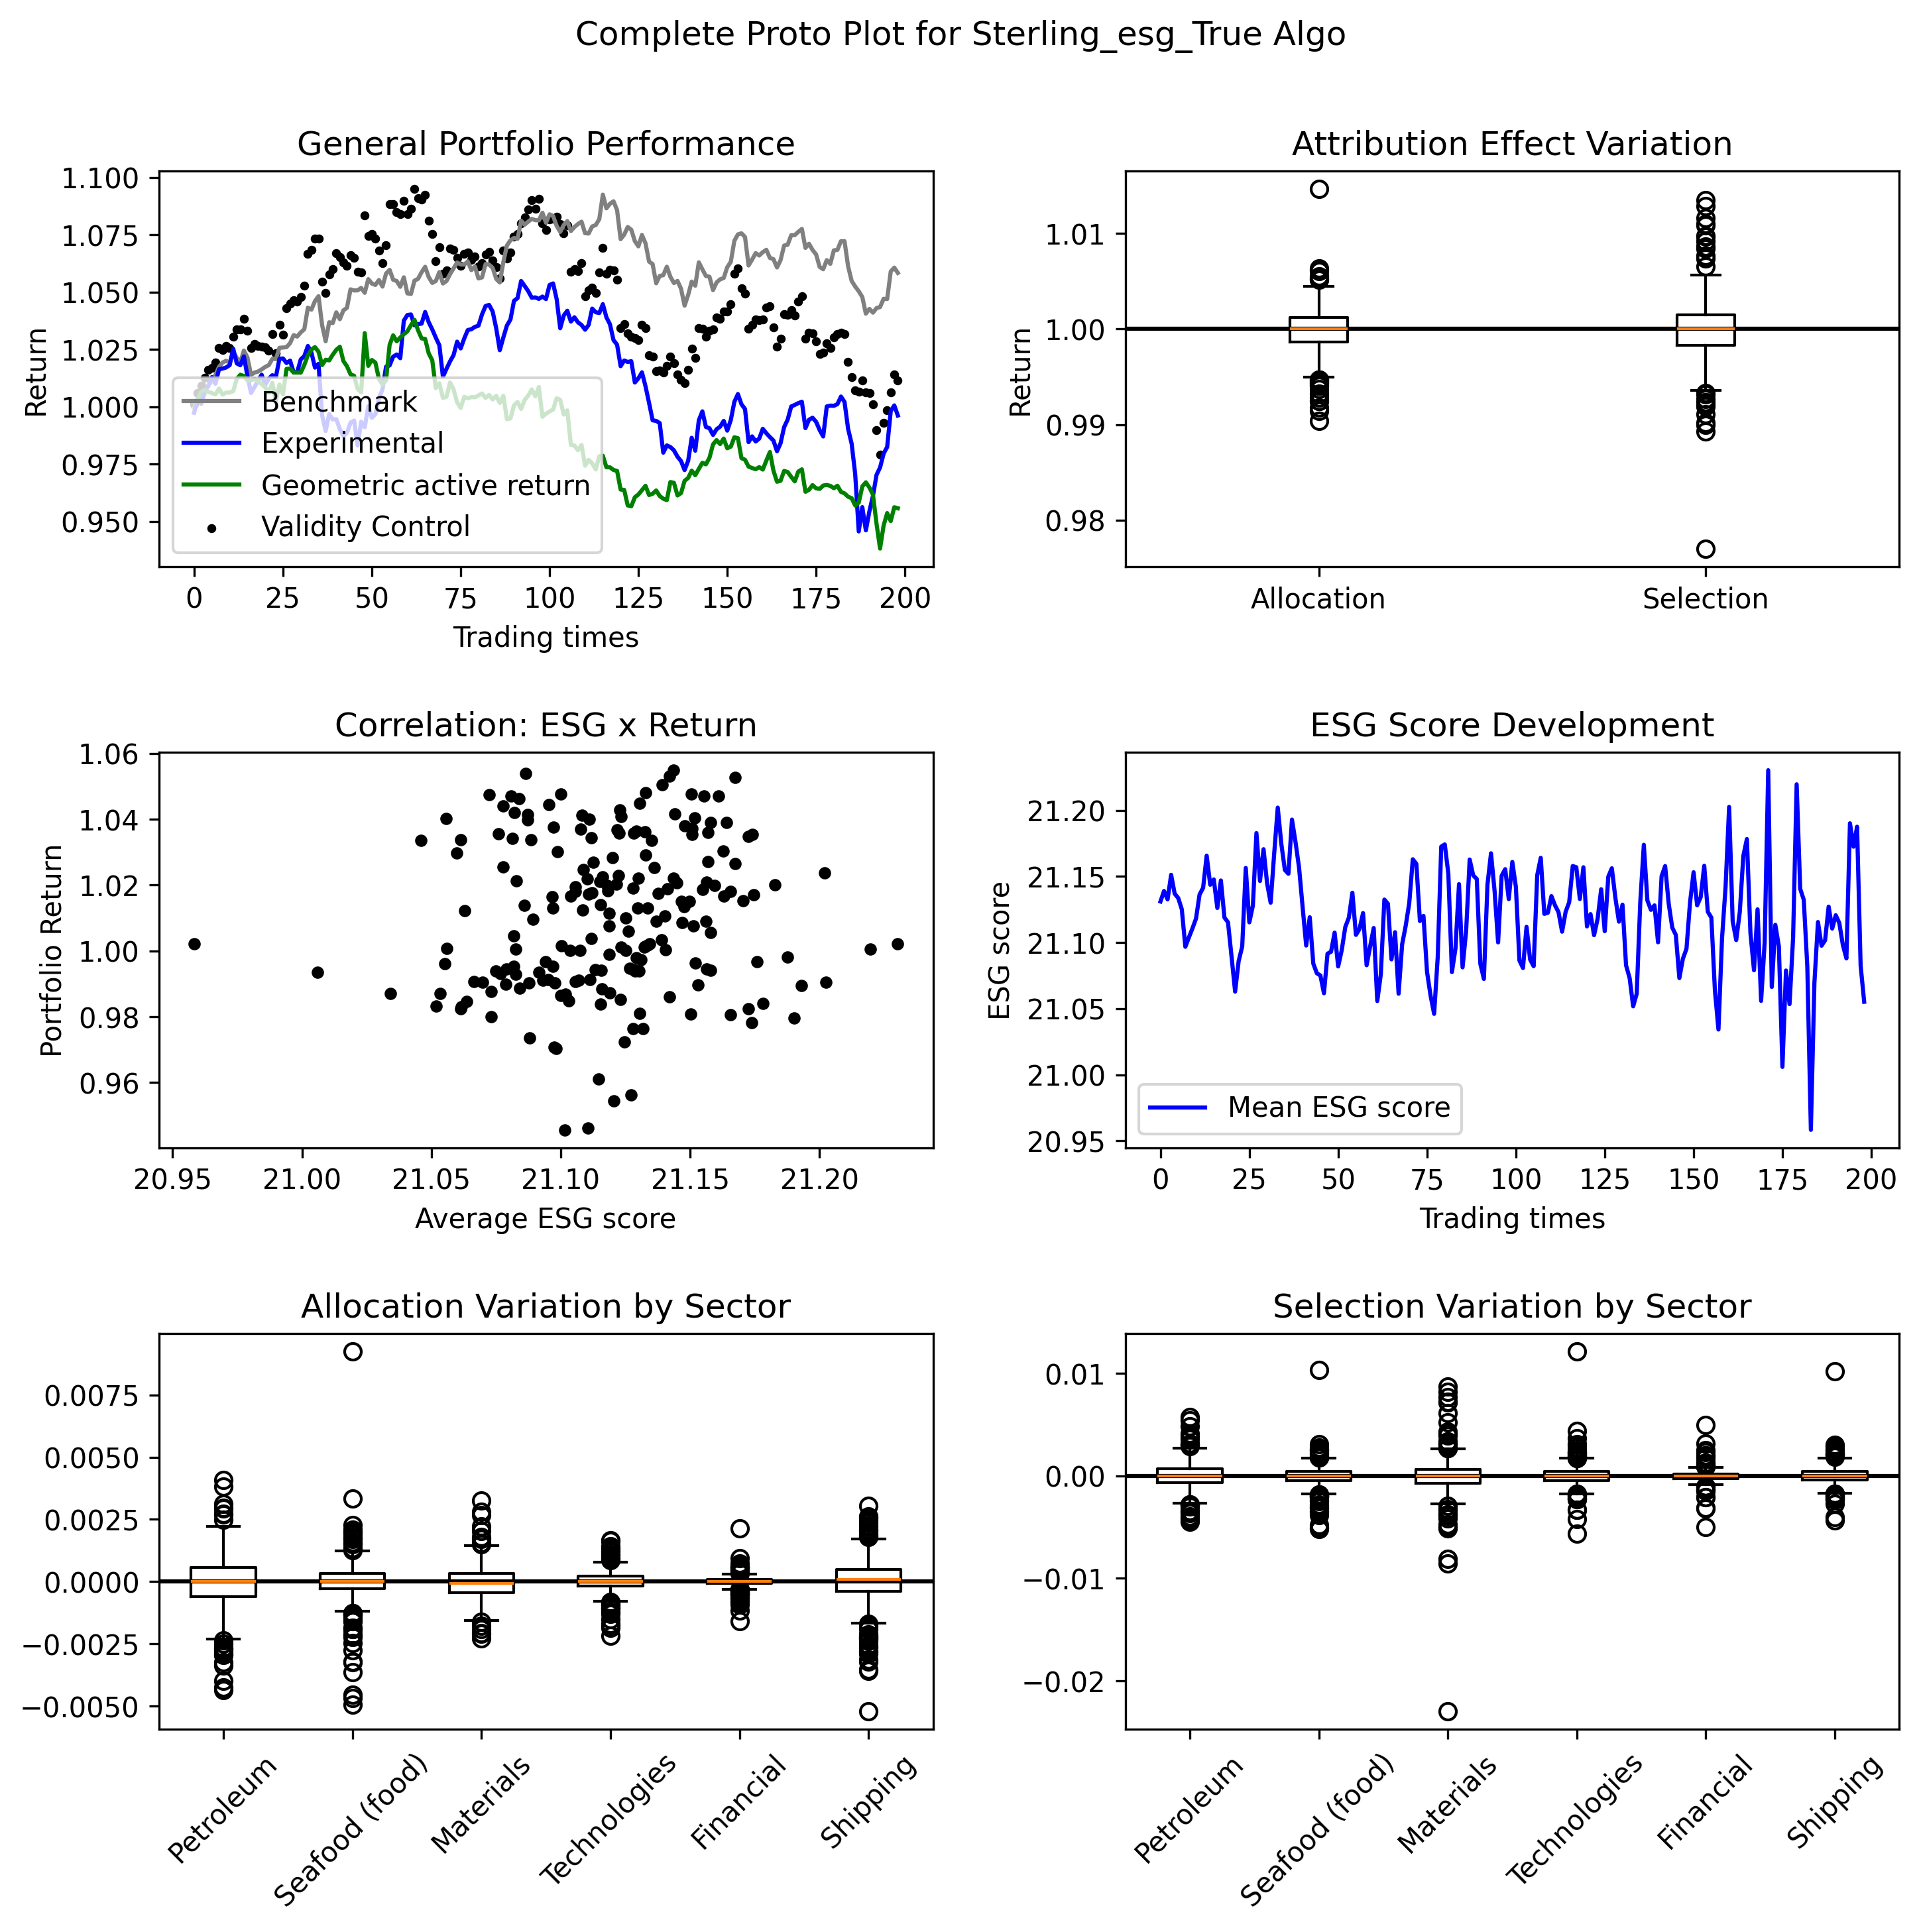 Complete Proto Plot for Sterling_esg_True Algo
General Portfolio Performance
1.100
1.075
1.050
1.025
1.000
0.975
0.950
Return
Benchmark
Experimental
Geometric active return
Validity Control
0 25 50 75 100 125 150 175 200
Trading times
Attribution Effect Variation
1.01
1.00
0.99
0.98
Return
Allocation Selection
Correlation: ESG x Return
1.06
1.04
1.02
1.00
0.98
0.96
Portfolio Return
20.95 21.00 21.05 21.10 21.15 21.20
Average ESG score
ESG Score Development
21.20
21.15
21.10
21.05
21.00
20.95
ESG score
Mean ESG score
0 25 50 75 100 125 150 175 200
Trading times
Allocation Variation by Sector
0.0075
0.0050
0.0025
0.0000
−0.0025
−0.0050
Petroleum
Seafood (food)
Materials
Technologies
Financial
Shipping
Selection Variation by Sector
0.01
0.00
−0.01
−0.02
Petroleum
Seafood (food)
Materials
Technologies
Financial
Shipping